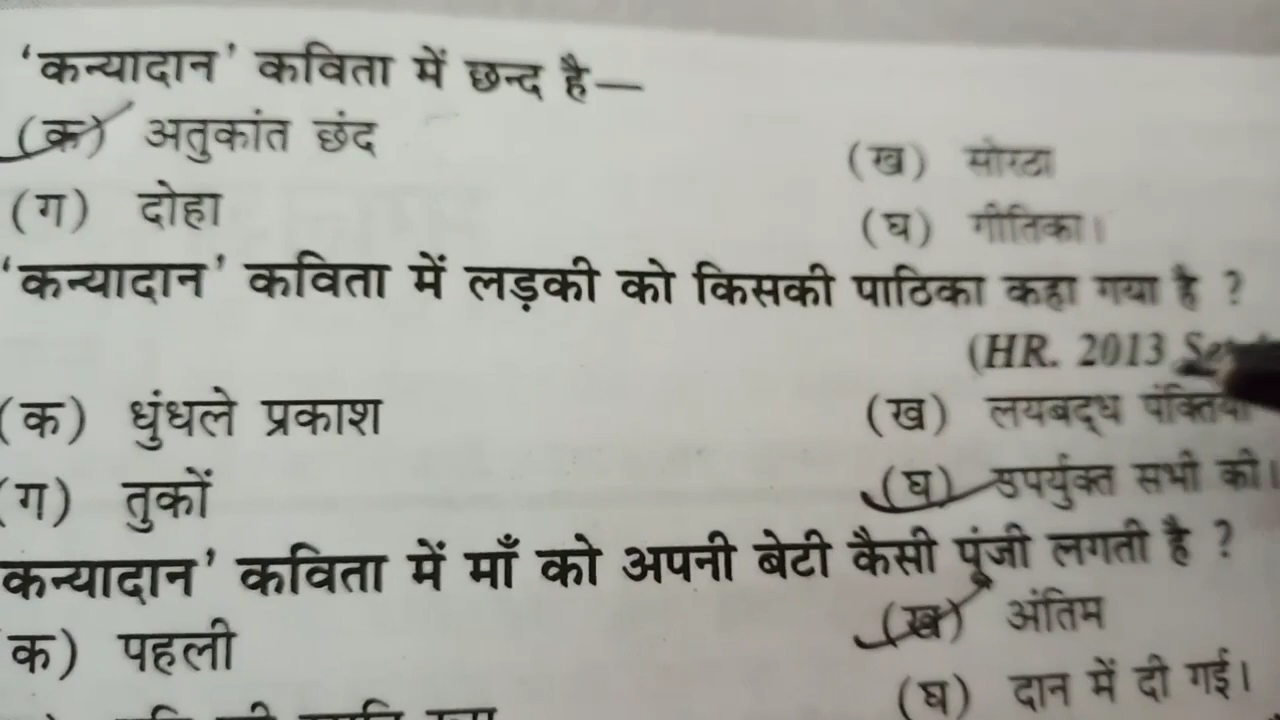 'कन्यादान' कविता में छन्द है—
(क) अतुकांत छंद (ख) सोरठा
(ग) दोहा (घ) गीतिका।
'कन्यादान' कविता में लड़की को किसकी पाठिका कहा गया है ?
(HR. 2013
(क) धुंधले प्रकाश (ख) लयबद्ध
(ग) तुकों (घ) उपर्युक्त सभी की।
कन्यादान' कविता में माँ को अपनी बेटी कैसी पूंजी लगती है ?
क) पहली (ख) अंतिम
(घ) दान में दी गई।